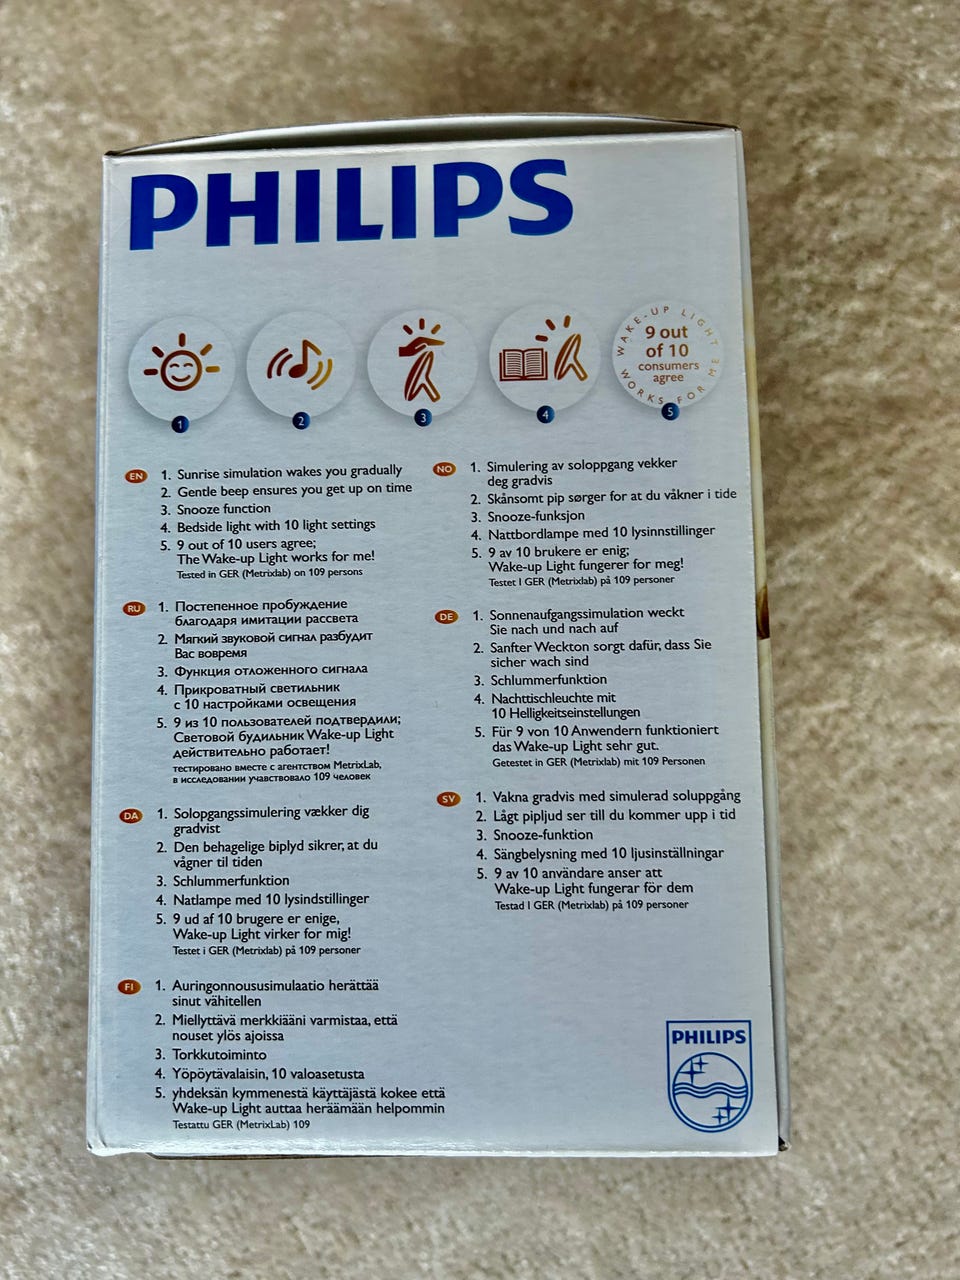 PHILIPS
WAKE-UP LIGHT WORKS FOR ME
9 out
of 10
consumers
agree
1
2
3
4
5
EN
1. Sunrise simulation wakes you gradually
2. Gentle beep ensures you get up on time
3. Snooze function
4. Bedside light with 10 light settings
5. 9 out of 10 users agree;
The Wake-up Light works for me!
Tested in GER (Metrixlab) on 109 persons
RU
1. Постепенное пробуждение
благодаря имитации рассвета
2. Мягкий звуковой сигнал разбудит
Вас вовремя
3. Функция отложенного сигнала
4. Прикроватный светильник
с 10 настройками освещения
5. 9 из 10 пользователей подтвердили;
Световой будильник Wake-up Light
действительно работает!
тестировано вместе с агентством MetrixLab,
в исследовании учавствовало 109 человек
DA
1. Solopgangssimulering vækker dig
gradvist
2. Den behagelige biplyd sikrer, at du
vågner til tiden
3. Schlummerfunktion
4. Natlampe med 10 lysindstillinger
5. 9 ud af 10 brugere er enige,
Wake-up Light virker for mig!
Testet i GER (Metrixlab) på 109 personer
FI
1. Auringonnoususimulaatio herättää
sinut vähitellen
2. Miellyttävä merkkiääni varmistaa, että
nouset ylös ajoissa
3. Torkkutoiminto
4. Yöpöytävalaisin, 10 valoasetusta
5. yhdeksän kymmenestä käyttäjästä kokee että
Wake-up Light auttaa heräämään helpommin
Testattu GER (MetrixLab) 109
NO
1. Simulering av soloppgang vekker
deg gradvis
2. Skånsomt pip sørger for at du våkner i tide
3. Snooze-funksjon
4. Nattbordlampe med 10 lysinnstillinger
5. 9 av 10 brukere er enig;
Wake-up Light fungerer for meg!
Testet I GER (Metrixlab) på 109 personer
DE
1. Sonnenaufgangssimulation weckt
Sie nach und nach auf
2. Sanfter Weckton sorgt dafür, dass Sie
sicher wach sind
3. Schlummerfunktion
4. Nachttischleuchte mit
10 Helligkeitseinstellungen
5. Für 9 von 10 Anwendern funktioniert
das Wake-up Light sehr gut.
Getestet in GER (Metrixlab) mit 109 Personen
SV
1. Vakna gradvis med simulerad soluppgång
2. Lågt pipljud ser till du kommer upp i tid
3. Snooze-funktion
4. Sängbelysning med 10 ljusinställningar
5. 9 av 10 användare anser att
Wake-up Light fungerar för dem
Testad I GER (Metrixlab) på 109 personer
PHILIPS